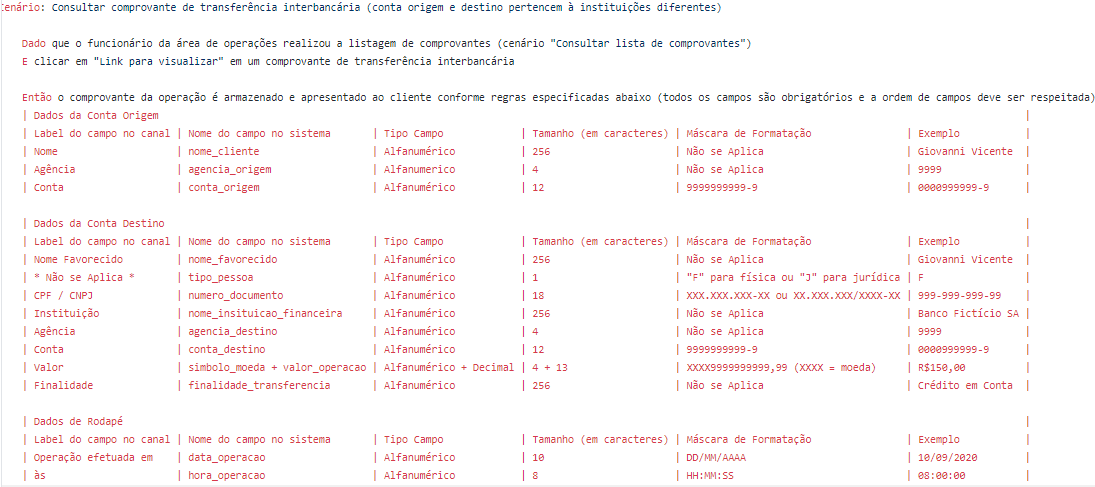 cenário: Consultar comprovante de transferência interbancária (conta origem e destino pertencem à instituições diferentes)
Dado que o funcionário da área de operações realizou a listagem de comprovantes (cenário "Consultar lista de comprovantes")
E clicar em "Link para visualizar" em um comprovante de transferência interbancária
Então o comprovante da operação é armazenado e apresentado ao cliente conforme regras especificadas abaixo (todos os campos são obrigatórios e a ordem de campos deve ser respeitada)
| Dados da Conta Origem |
| Label do campo no canal | Nome do campo no sistema | Tipo Campo | Tamanho (em caracteres) | Máscara de Formatação | Exemplo |
| Nome | nome_cliente | Alfanumérico | 256 | Não se Aplica | Giovanni Vicente |
| Agência | agencia_origem | Alfanumerico | 4 | Não se Aplica | 9999 |
| Conta | conta_origem | Alfanumérico | 12 | 9999999999-9 | 0000999999-9 |
| Dados da Conta Destino |
| Label do campo no canal | Nome do campo no sistema | Tipo Campo | Tamanho (em caracteres) | Máscara de Formatação | Exemplo |
| Nome Favorecido | nome_favorecido | Alfanumérico | 256 | Não se Aplica | Giovanni Vicente |
| * Não se Aplica * | tipo_pessoa | Alfanumérico | 1 | "F" para física ou "J" para jurídica | F
| CPF / CNPJ | numero_documento | Alfanumérico | 18 | XXX.XXX.XXX-XX ou XX.XXX.XXX/XXXX-XX | 999-999-999-99 |
| Instituição | nome_insituicao_financeira | Alfanumérico | 256 | Não se Aplica | Banco Fictício SA |
| Agência | agencia_destino | Alfanumérico | 4 | Não se Aplica | 9999 |
| Conta | conta_destino | Alfanumérico | 12 | 9999999999-9 | 0000999999-9 |
| Valor | simbolo_moeda + valor_operacao | Alfanumérico + Decimal | 4 + 13 | XXXX9999999999,99 (XXXX = moeda) | R$150,00 |
| Finalidade | finalidade_transferencia | Alfanumérico | 256 | Não se Aplica | Crédito em Conta |
| Dados de Rodapé |
| Label do campo no canal | Nome do campo no sistema | Tipo Campo | Tamanho (em caracteres) | Máscara de Formatação | Exemplo |
| Operação efetuada em | data_operacao | Alfanumérico | 10 | DD/MM/AAAA | 10/09/2020 |
| às | hora_operacao | Alfanumérico | 8 | HH:MM:SS | 08:00:00 |